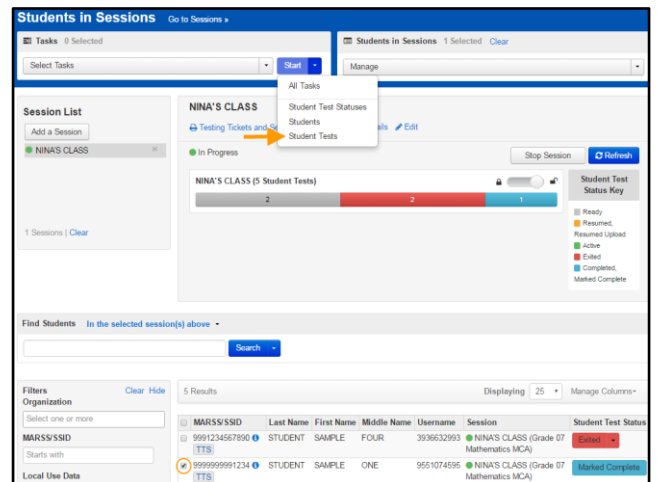 Students in Sessions Go to Sessions »
Tasks 0 Selected
Students in Sessions 1 Selected Clear
Select Tasks
Start
Manage
All Tasks
Student Test Statuses
Students
Student Tests
Session List
Add a Session
NINA'S CLASS
1 Sessions | Clear
NINA'S CLASS
Testing Tickets and Edit
In Progress
Stop Session
Refresh
NINA'S CLASS (5 Student Tests)
2 2 1
Student Test
Status Key
Ready
Resumed,
Resumed Upload
Active
Exited
Completed,
Marked Complete
Find Students In the selected session(s) above
Search
Filters Clear Hide
Organization
Select one or more
MARSS/SSID
Starts with
Local Use Data
5 Results Displaying 25 Manage Columns
MARSS/SSID Last Name First Name Middle Name Username Session Student Test Status
9991234567890 STUDENT SAMPLE FOUR 3936632993 NINA'S CLASS (Grade 07 Exited
TTS Mathematics MCA)
9999999991234 STUDENT SAMPLE ONE 9551074595 NINA'S CLASS (Grade 07 Marked Complete
TTS Mathematics MCA)